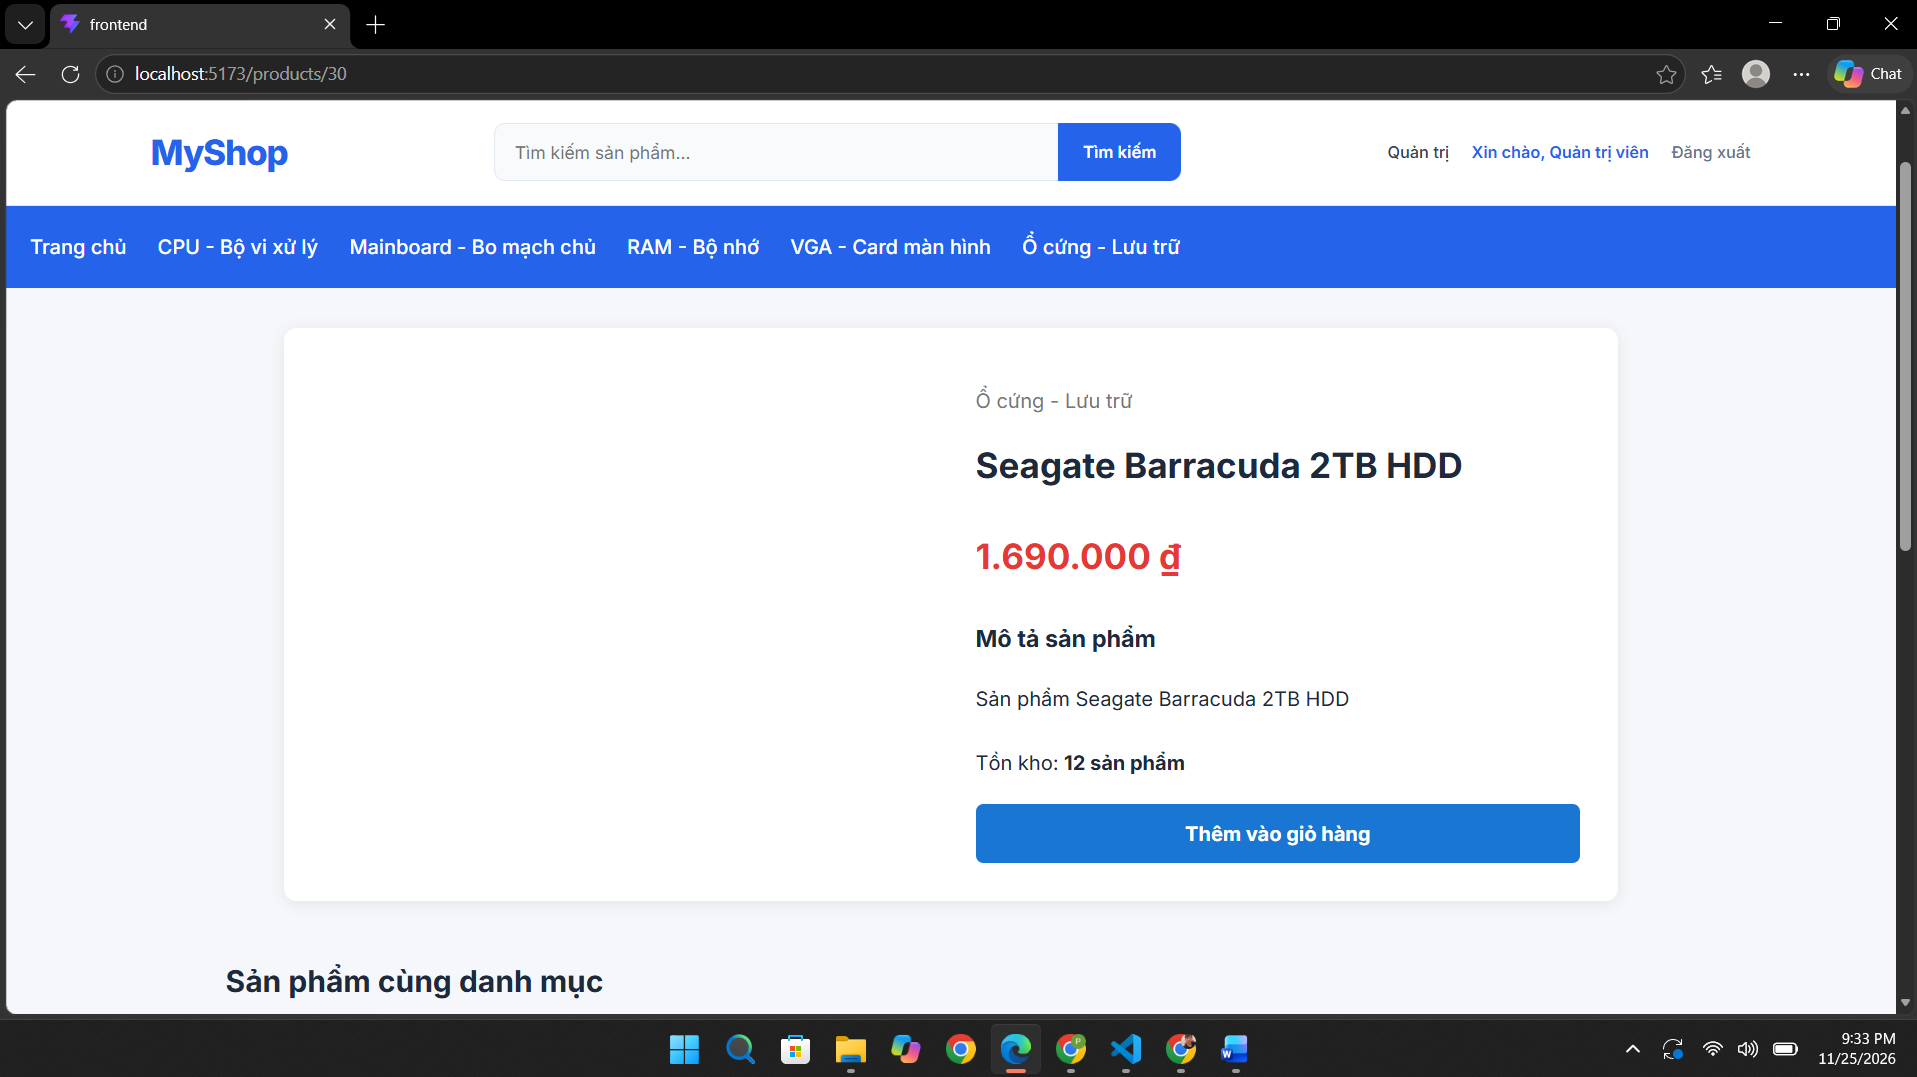 frontend
localhost:5173/products/30
Chat
MyShop
Tìm kiếm sản phẩm...
Tìm kiếm
Quản trị
Xin chào, Quản trị viên
Đăng xuất
Trang chủ
CPU - Bộ vi xử lý
Mainboard - Bo mạch chủ
RAM - Bộ nhớ
VGA - Card màn hình
Ổ cứng - Lưu trữ
Ổ cứng - Lưu trữ
Seagate Barracuda 2TB HDD
1.690.000 ₫
Mô tả sản phẩm
Sản phẩm Seagate Barracuda 2TB HDD
Tồn kho: 12 sản phẩm
Thêm vào giỏ hàng
Sản phẩm cùng danh mục
9:33 PM
11/25/2026